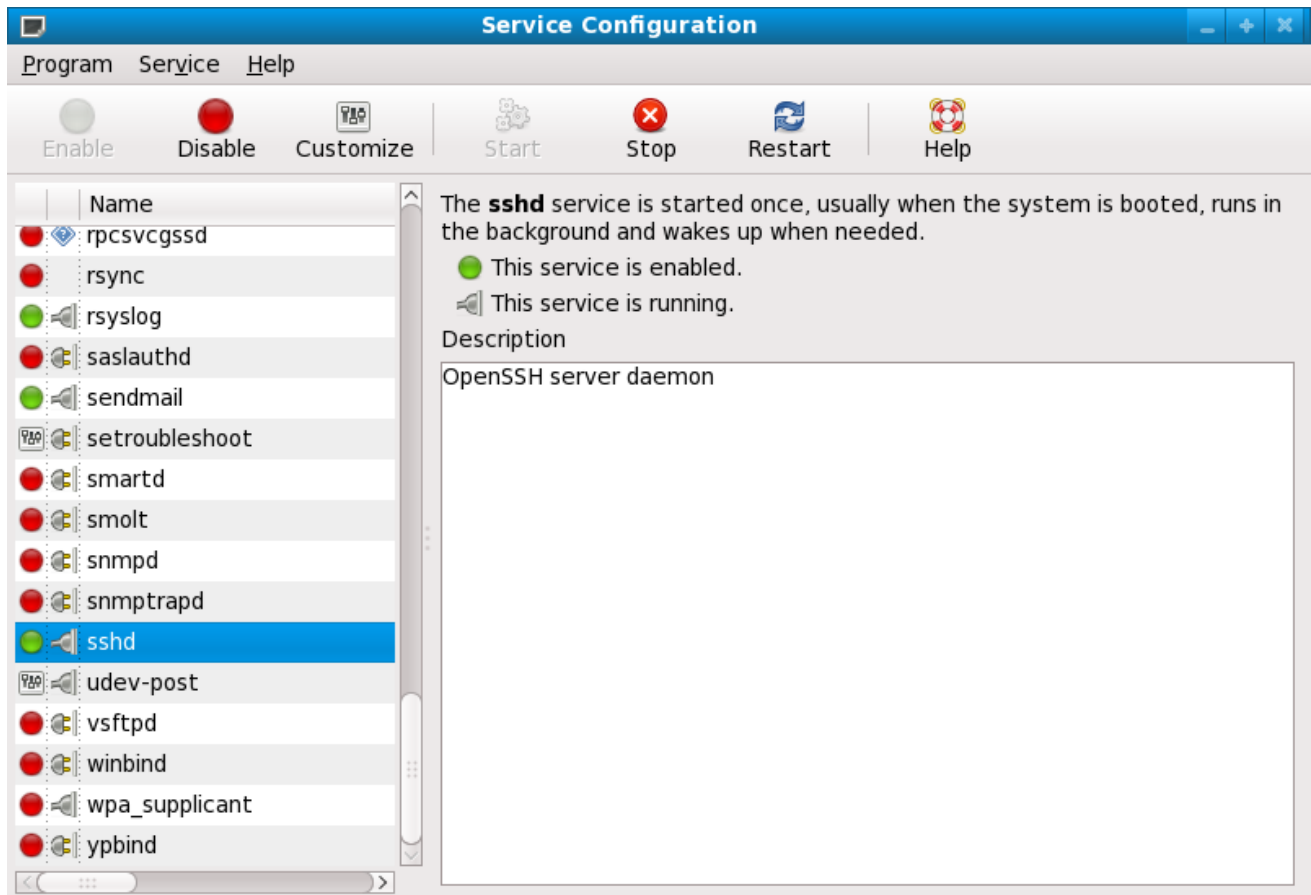 Service Configuration
Program Service Help
Enable Disable Customize Start Stop Restart Help
Name
rpcsvcgssd
rsync
rsyslog
saslauthd
sendmail
setroubleshoot
smartd
smolt
snmpd
snmptrapd
sshd
udev-post
vsftpd
winbind
wpa_supplicant
ypbind
The sshd service is started once, usually when the system is booted, runs in
the background and wakes up when needed.
This service is enabled.
This service is running.
Description
OpenSSH server daemon